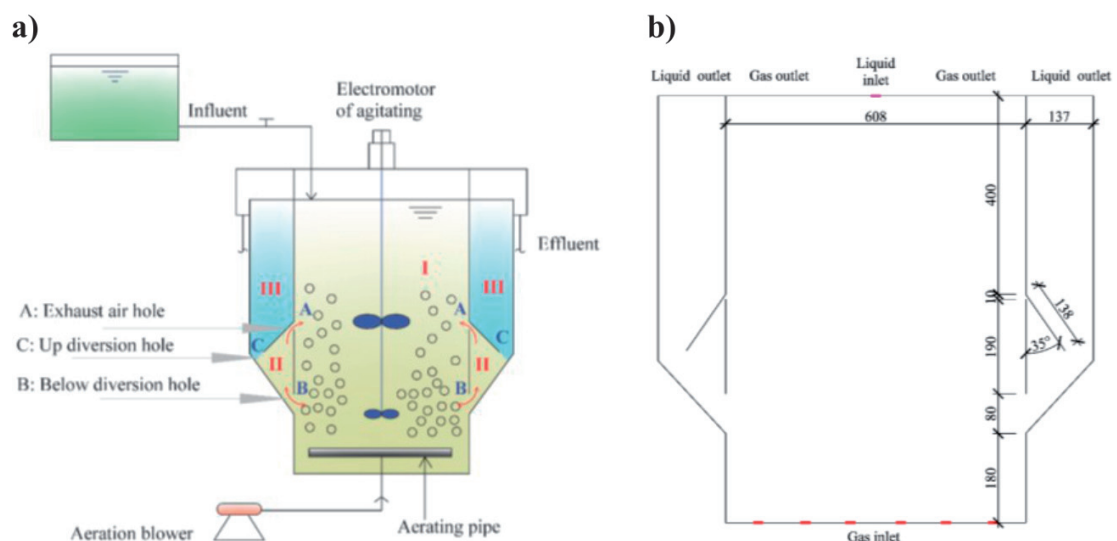 a)
Influent
Electromotor
of agitating
Effluent
III
I
III
A
A
A: Exhaust air hole
C
C
C: Up diversion hole
II
II
B
B
B: Below diversion hole
Aeration blower
Aerating pipe
b)
Liquid outlet
Gas outlet
Liquid
inlet
Gas outlet
Liquid outlet
608
137
400
10
138
190
35°
80
180
Gas inlet